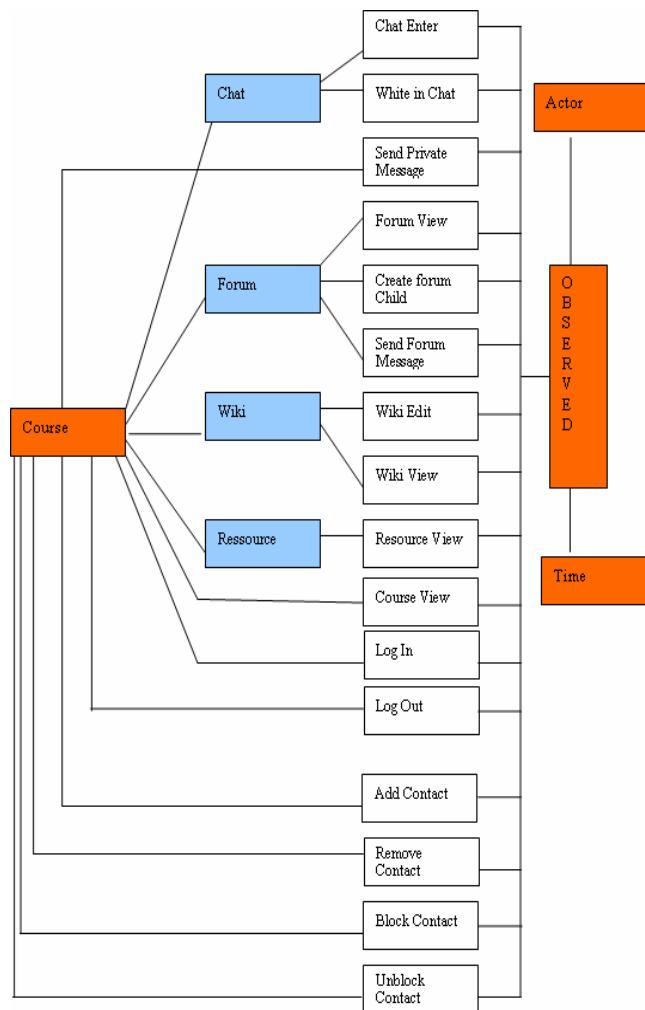 Chat Enter
Chat
White in Chat
Actor
Send Private
Message
Forum View
Forum
Create forum
Child
O
B
S
E
R
V
E
D
Send Forum
Message
Course
Wiki
Wiki Edit
Wiki View
Ressource
Resource View
Time
Course View
Log In
Log Out
Add Contact
Remove
Contact
Block Contact
Unblock
Contact